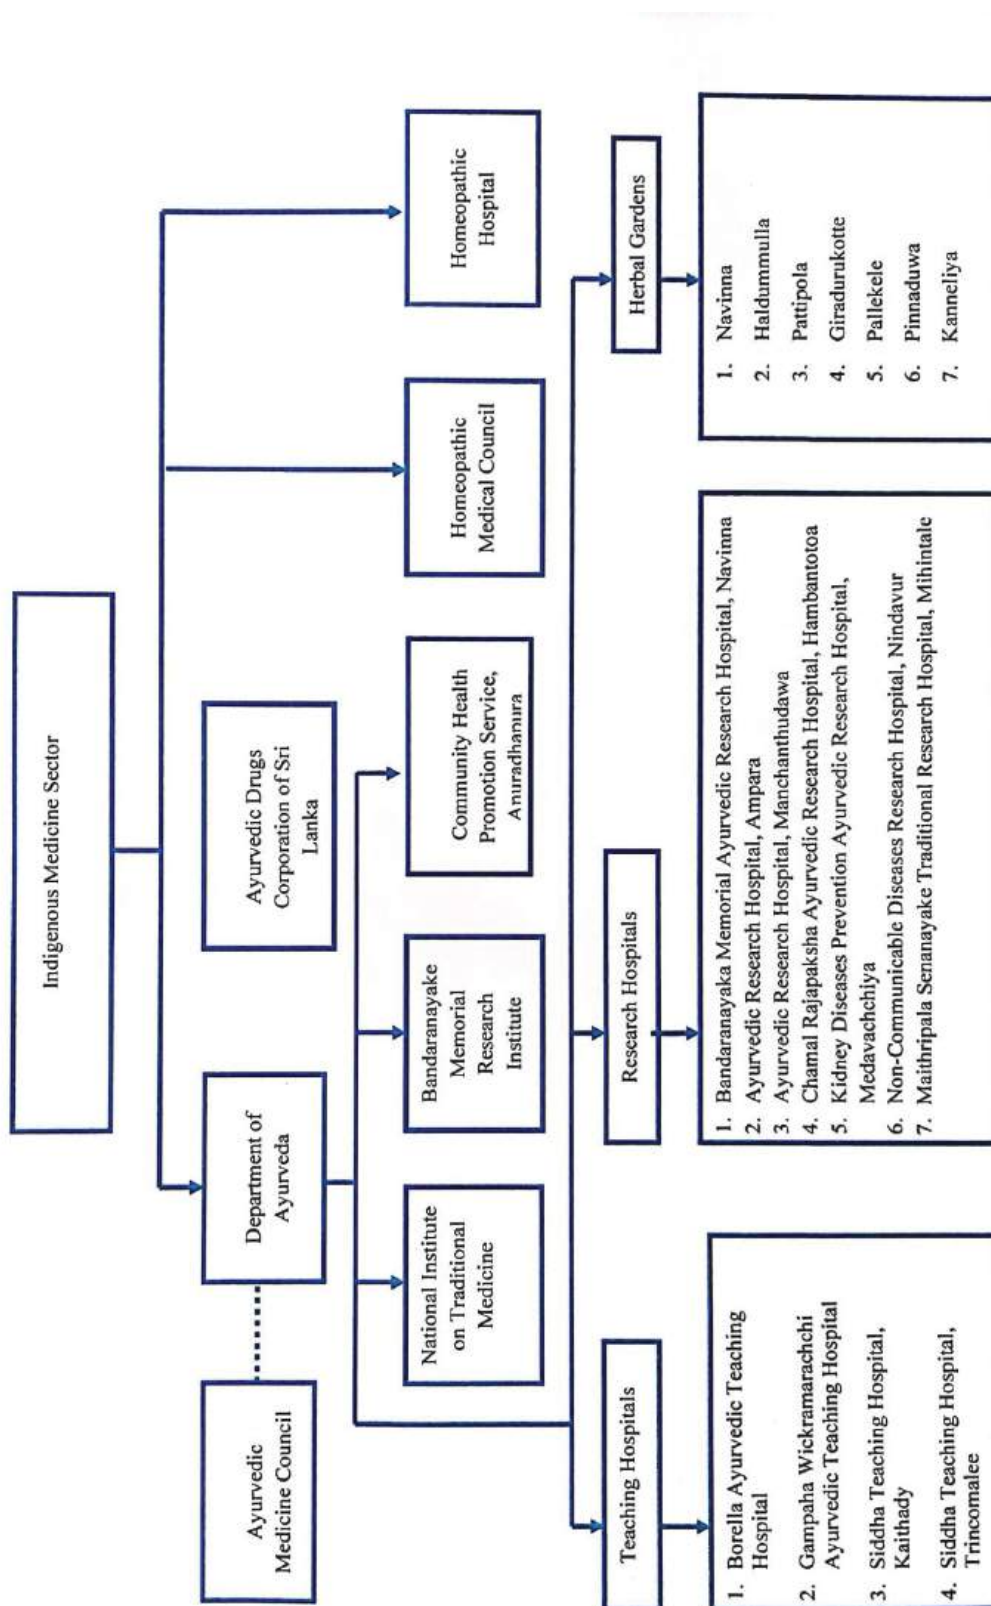 Indigenous Medicine Sector
Ayurvedic
Medicine Council
Department of
Ayurveda
Ayurvedic Drugs
Corporation of Sri
Lanka
National Institute
on Traditional
Medicine
Bandaranayake
Memorial
Research
Institute
Community Health
Promotion Service,
Anuradhanura
Homeopathic
Medical Council
Homeopathic
Hospital
Teaching Hospitals
Research Hospitals
Herbal Gardens
1. Borella Ayurvedic Teaching
Hospital
2. Gampaha Wickramarachchi
Ayurvedic Teaching Hospital
3. Siddha Teaching Hospital,
Kaithady
4. Siddha Teaching Hospital,
Trincomalee
1. Bandaranayaka Memorial Ayurvedic Research Hospital, Navinna
2. Ayurvedic Research Hospital, Ampara
3. Ayurvedic Research Hospital, Manchanthudawa
4. Chamal Rajapaksha Ayurvedic Research Hospital, Hambantotoa
5. Kidney Diseases Prevention Ayurvedic Research Hospital,
Medavachchiya
6. Non-Communicable Diseases Research Hospital, Nindavur
7. Maithripala Senanayake Traditional Research Hospital, Mihintale
1. Navinna
2. Haldummulla
3. Pattipola
4. Giradurukotte
5. Pallekele
6. Pinnaduwa
7. Kanneliya